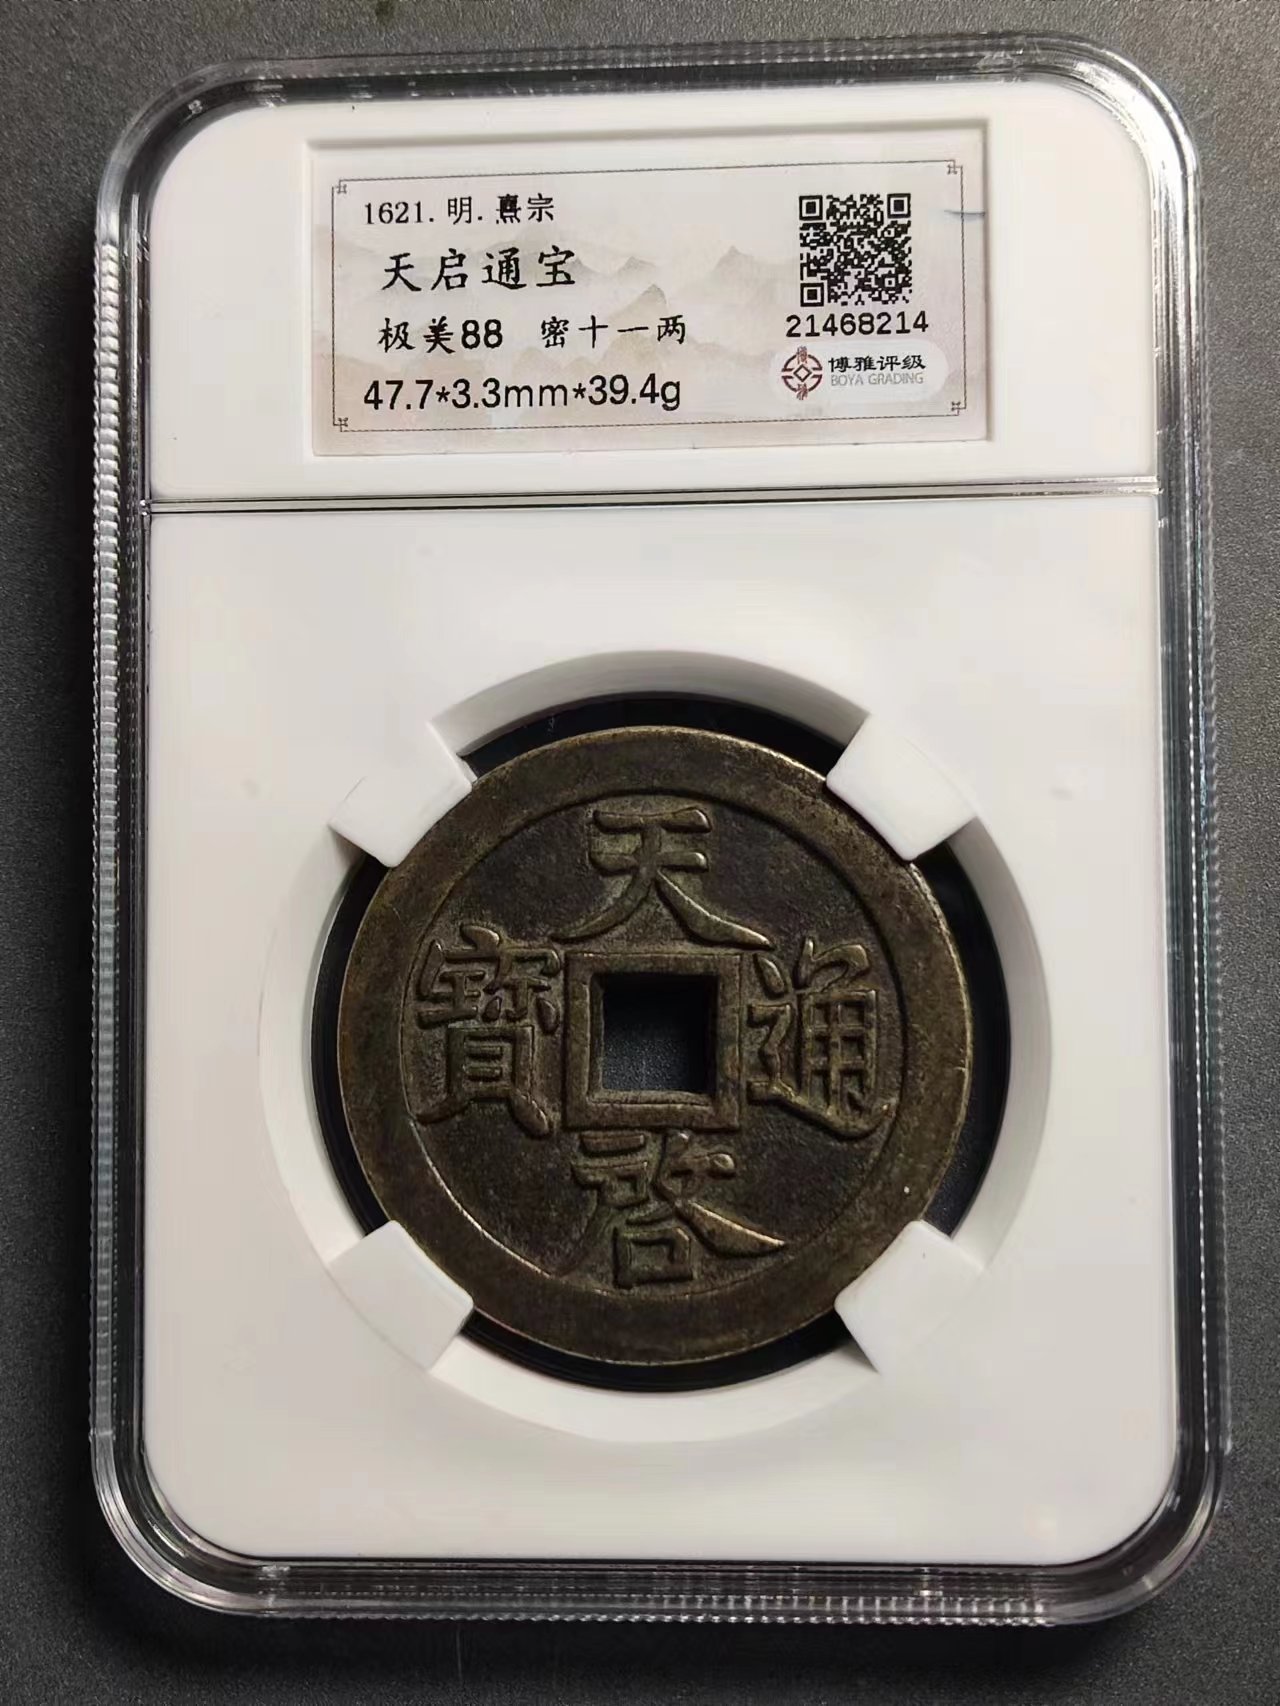 1621.明.熹宗
天启通宝
极美88 密十一两
47.7*3.3mm*39.4g
21468214
博雅评级
BOYA GRADING
天啓通寳